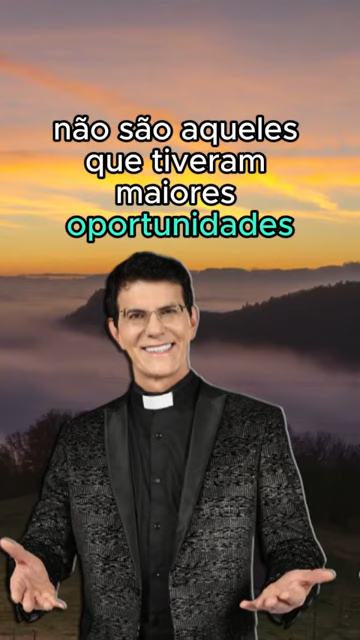 não são aqueles
que tiveram
maiores
oportunidades